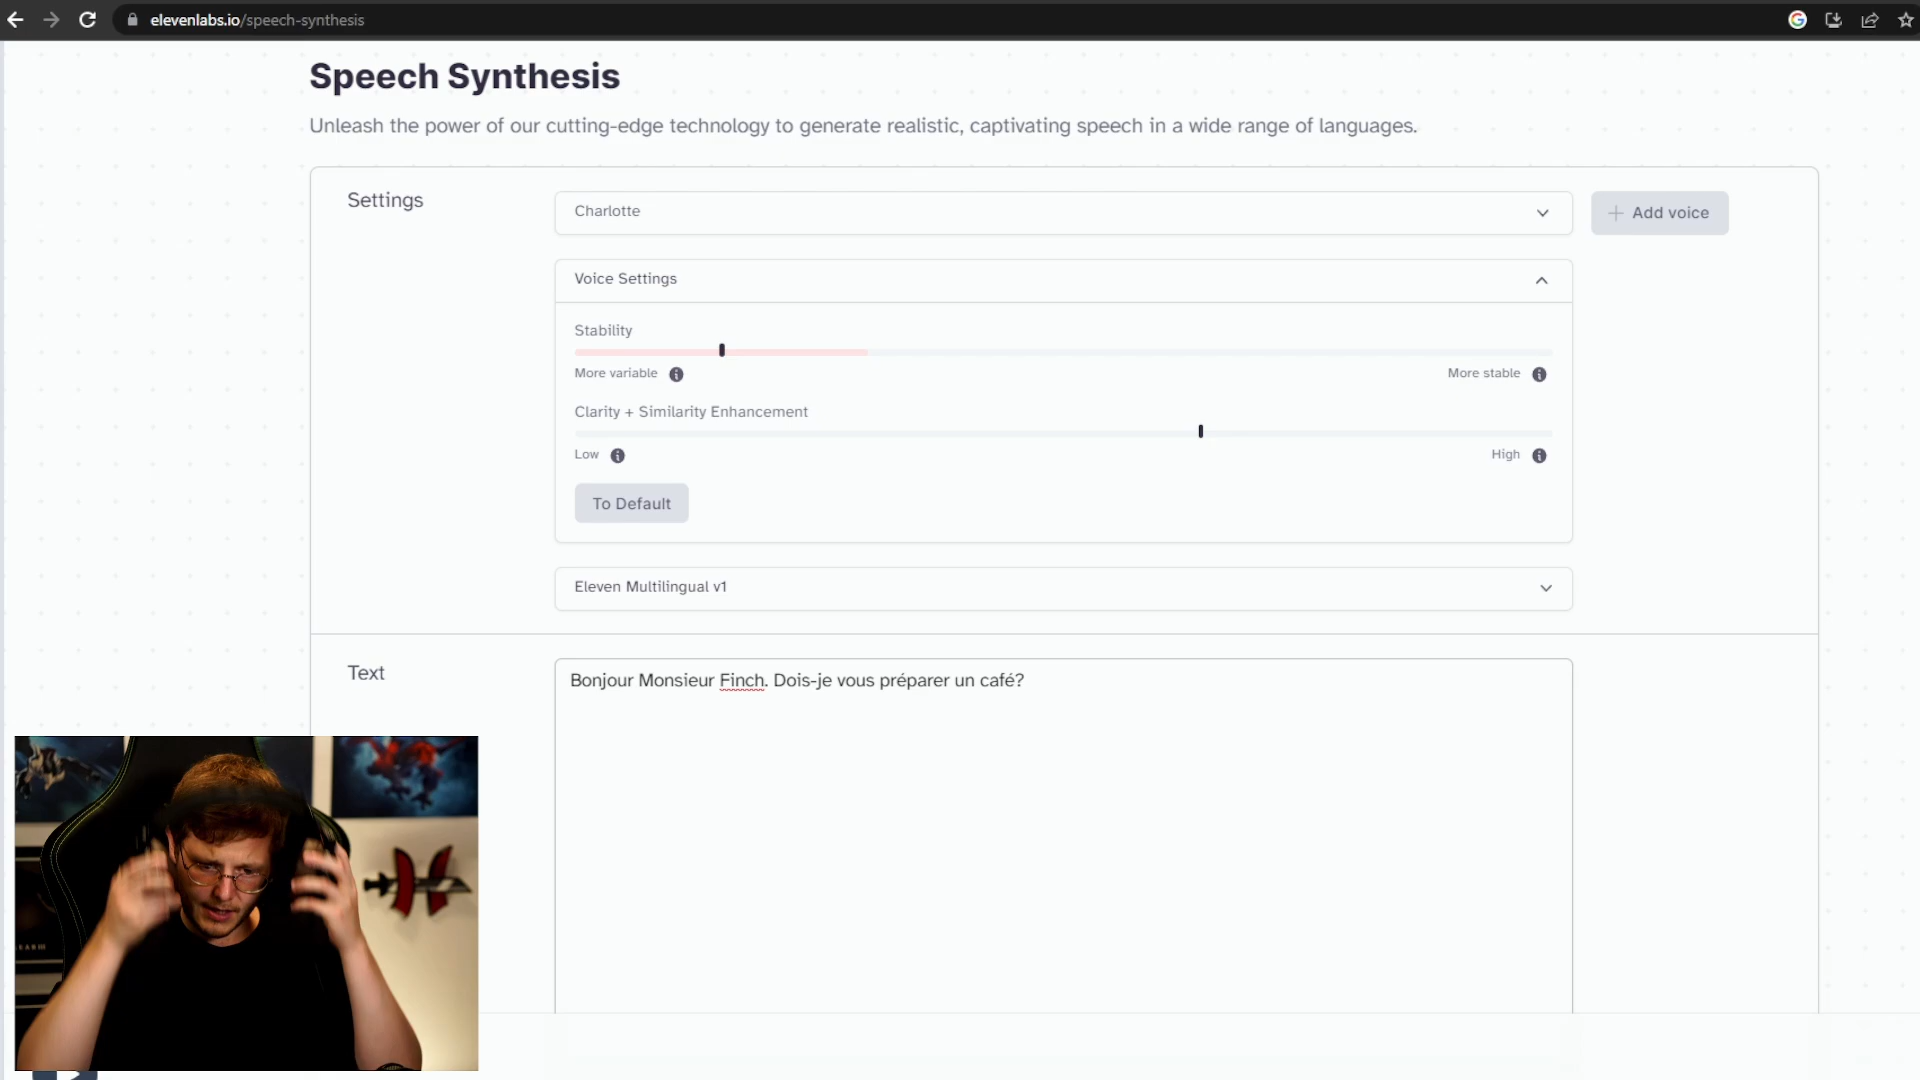 elevenlabs.io/speech-synthesis
Speech Synthesis
Unleash the power of our cutting-edge technology to generate realistic, captivating speech in a wide range of languages.
Settings
Charlotte
+ Add voice
Voice Settings
Stability
More variable
More stable
Clarity + Similarity Enhancement
Low
High
To Default
Eleven Multilingual v1
Text
Bonjour Monsieur Finch. Dois-je vous préparer un café?